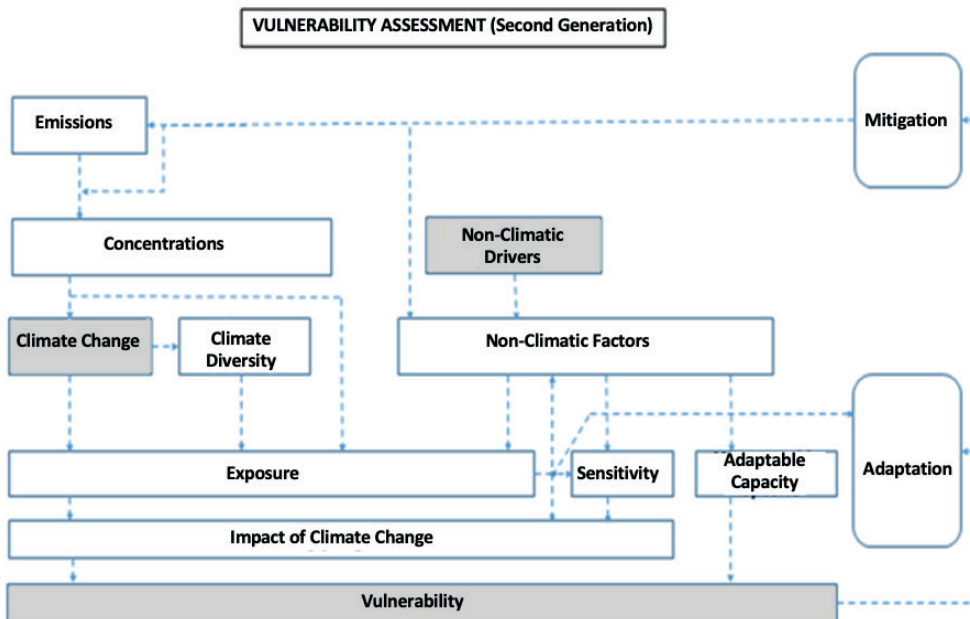 VULNERABILITY ASSESSMENT (Second Generation)
Emissions
Mitigation
Concentrations
Non-Climatic
Drivers
Climate Change
Climate
Diversity
Non-Climatic Factors
Exposure
Sensitivity
Adaptable
Capacity
Adaptation
Impact of Climate Change
Vulnerability